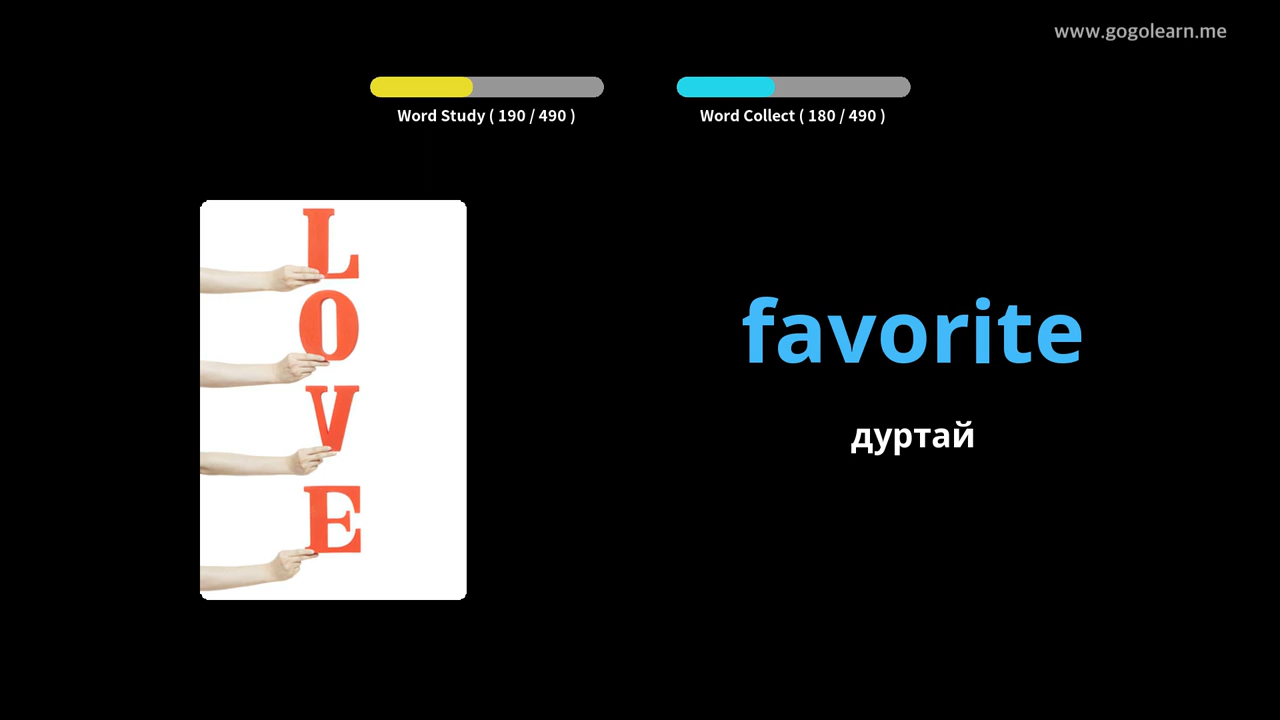 www.gogolearn.me
Word Study ( 190 / 490 )
Word Collect ( 180 / 490 )
L
O
V
E
favorite
дуртай